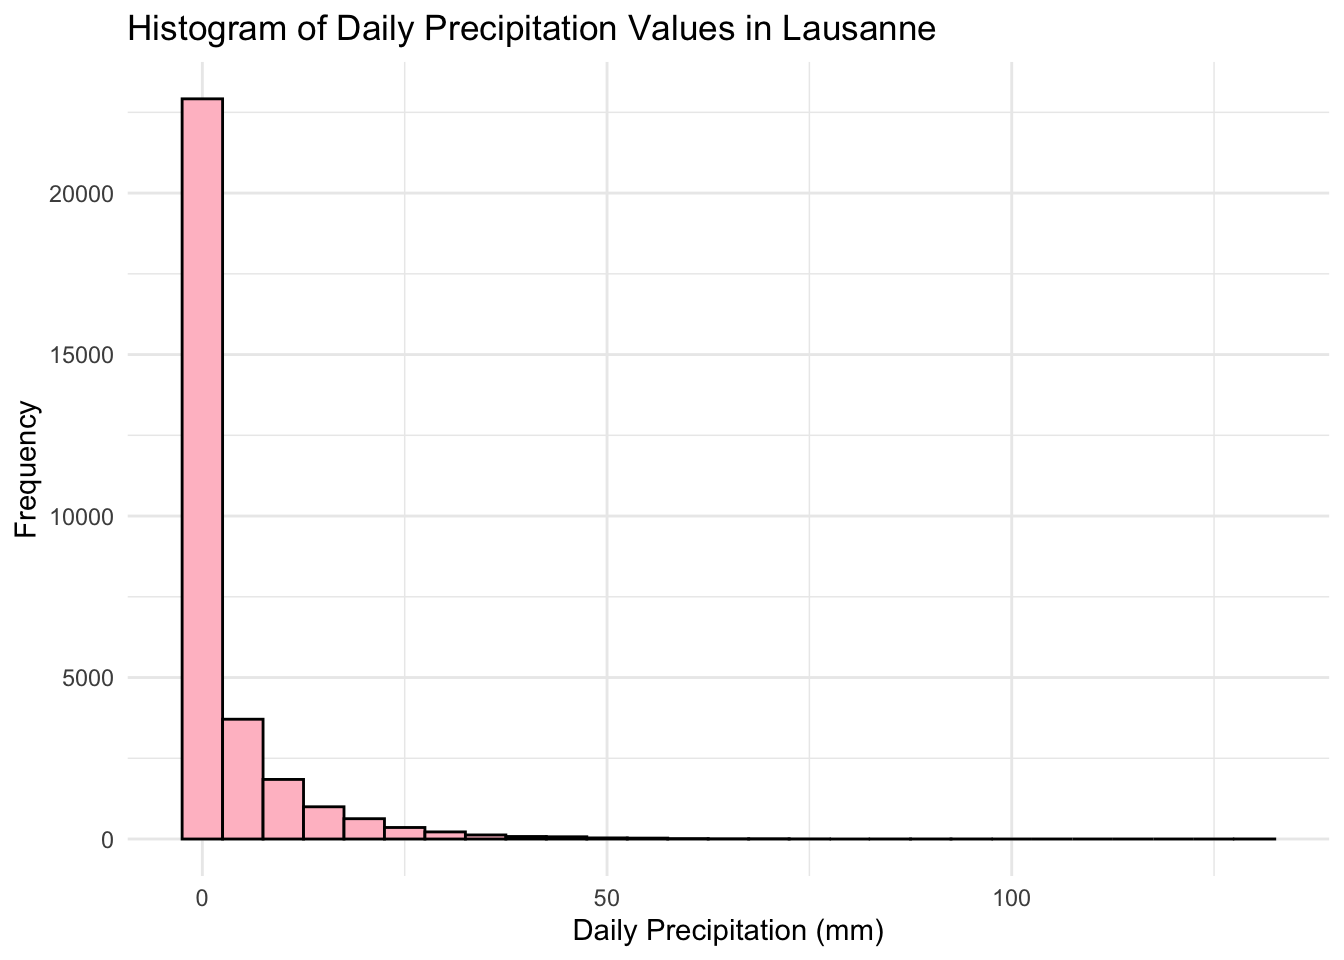 Histogram of Daily Precipitation Values in Lausanne
Frequency
20000
15000
10000
5000
0
0 50 100
Daily Precipitation (mm)